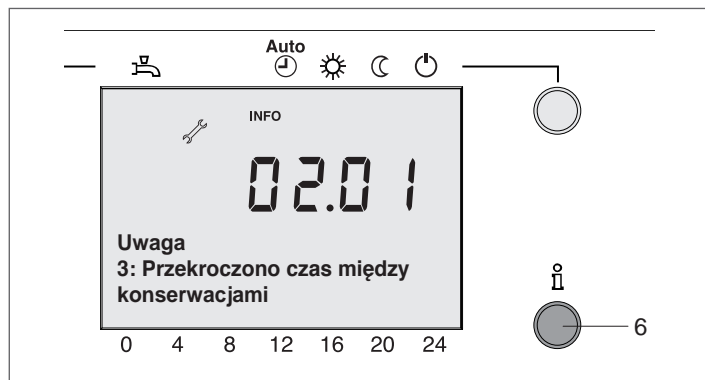 Auto
INFO
02.01
Uwaga
3: Przekroczono czas między
konserwacjami
0 4 8 12 16 20 24
6